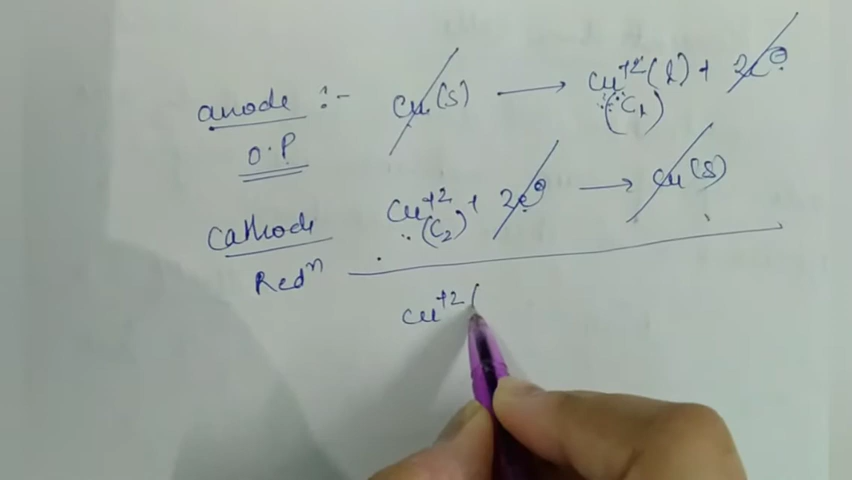 anode :- Cu(s) → Cu+2(l) + 2e⊖
O.P (C1)
Cathode Cu+2 + 2e⊖ → Cu(s)
(C2)
Redn
Cu+2(